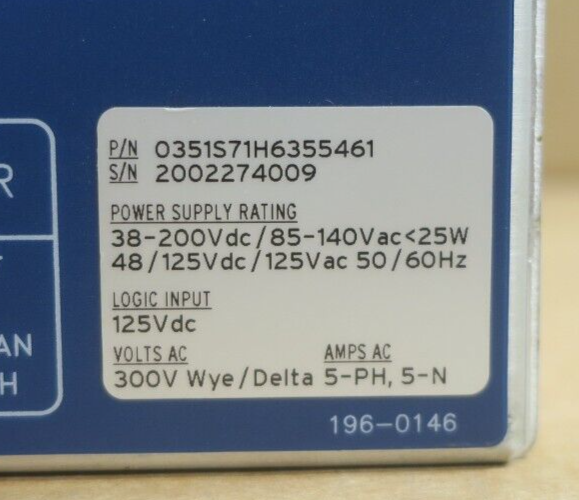 P/N 0351S71H6355461
S/N 2002274009
POWER SUPPLY RATING
38-200Vdc/85-140Vac<25W
48/125Vdc/125Vac 50/60Hz
LOGIC INPUT
125Vdc
VOLTS AC AMPS AC
300V Wye/Delta 5-PH, 5-N
196-0146
R
AN
H